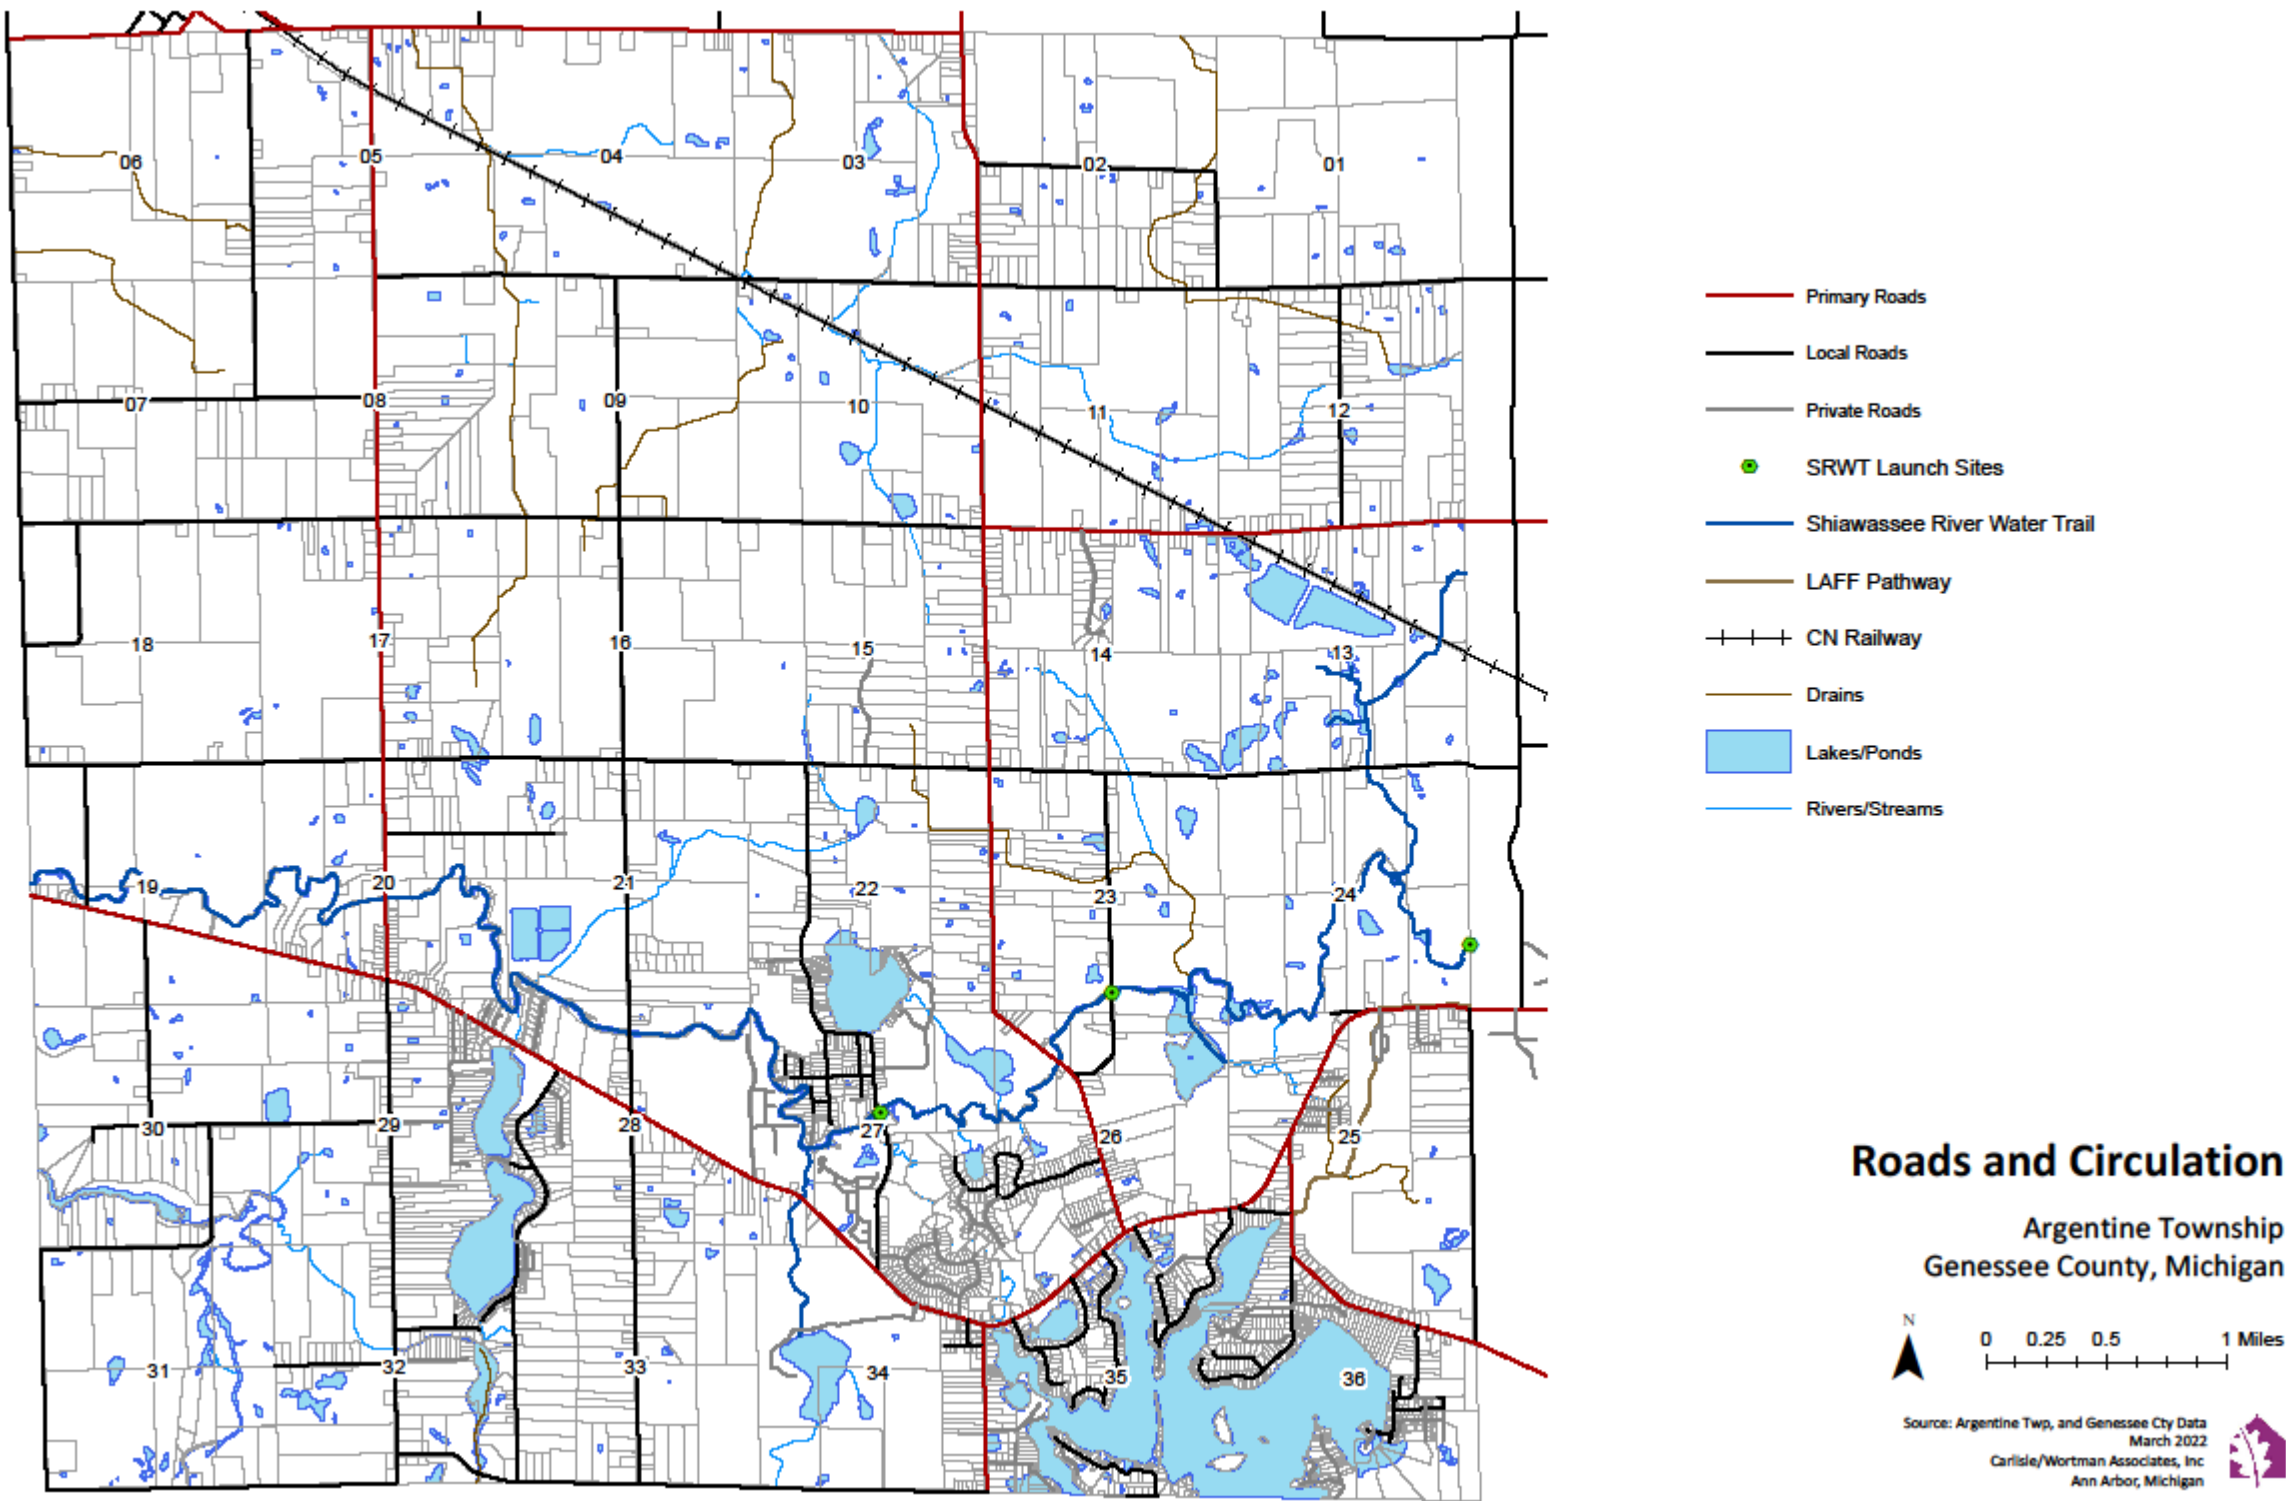 06
05
04
03
02
01
07
08
09
10
11
12
18
17
16
15
14
13
19
20
21
22
23
24
30
29
28
27
26
25
31
32
33
34
35
36
Primary Roads
Local Roads
Private Roads
SRWT Launch Sites
Shiawassee River Water Trail
LAFF Pathway
CN Railway
Drains
Lakes/Ponds
Rivers/Streams
Roads and Circulation
Argentine Township
Genessee County, Michigan
N
0 0.25 0.5 1 Miles
Source: Argentine Twp, and Genessee Cty Data
March 2022
Carlisle/Wortman Associates, Inc
Ann Arbor, Michigan